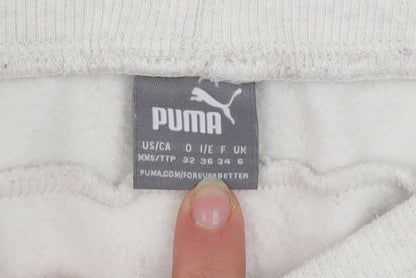 PUMA
US/CA D I/E F UK
XXS/TTP 32 36 34 6
PUMA.COM/FOREVERBETTER